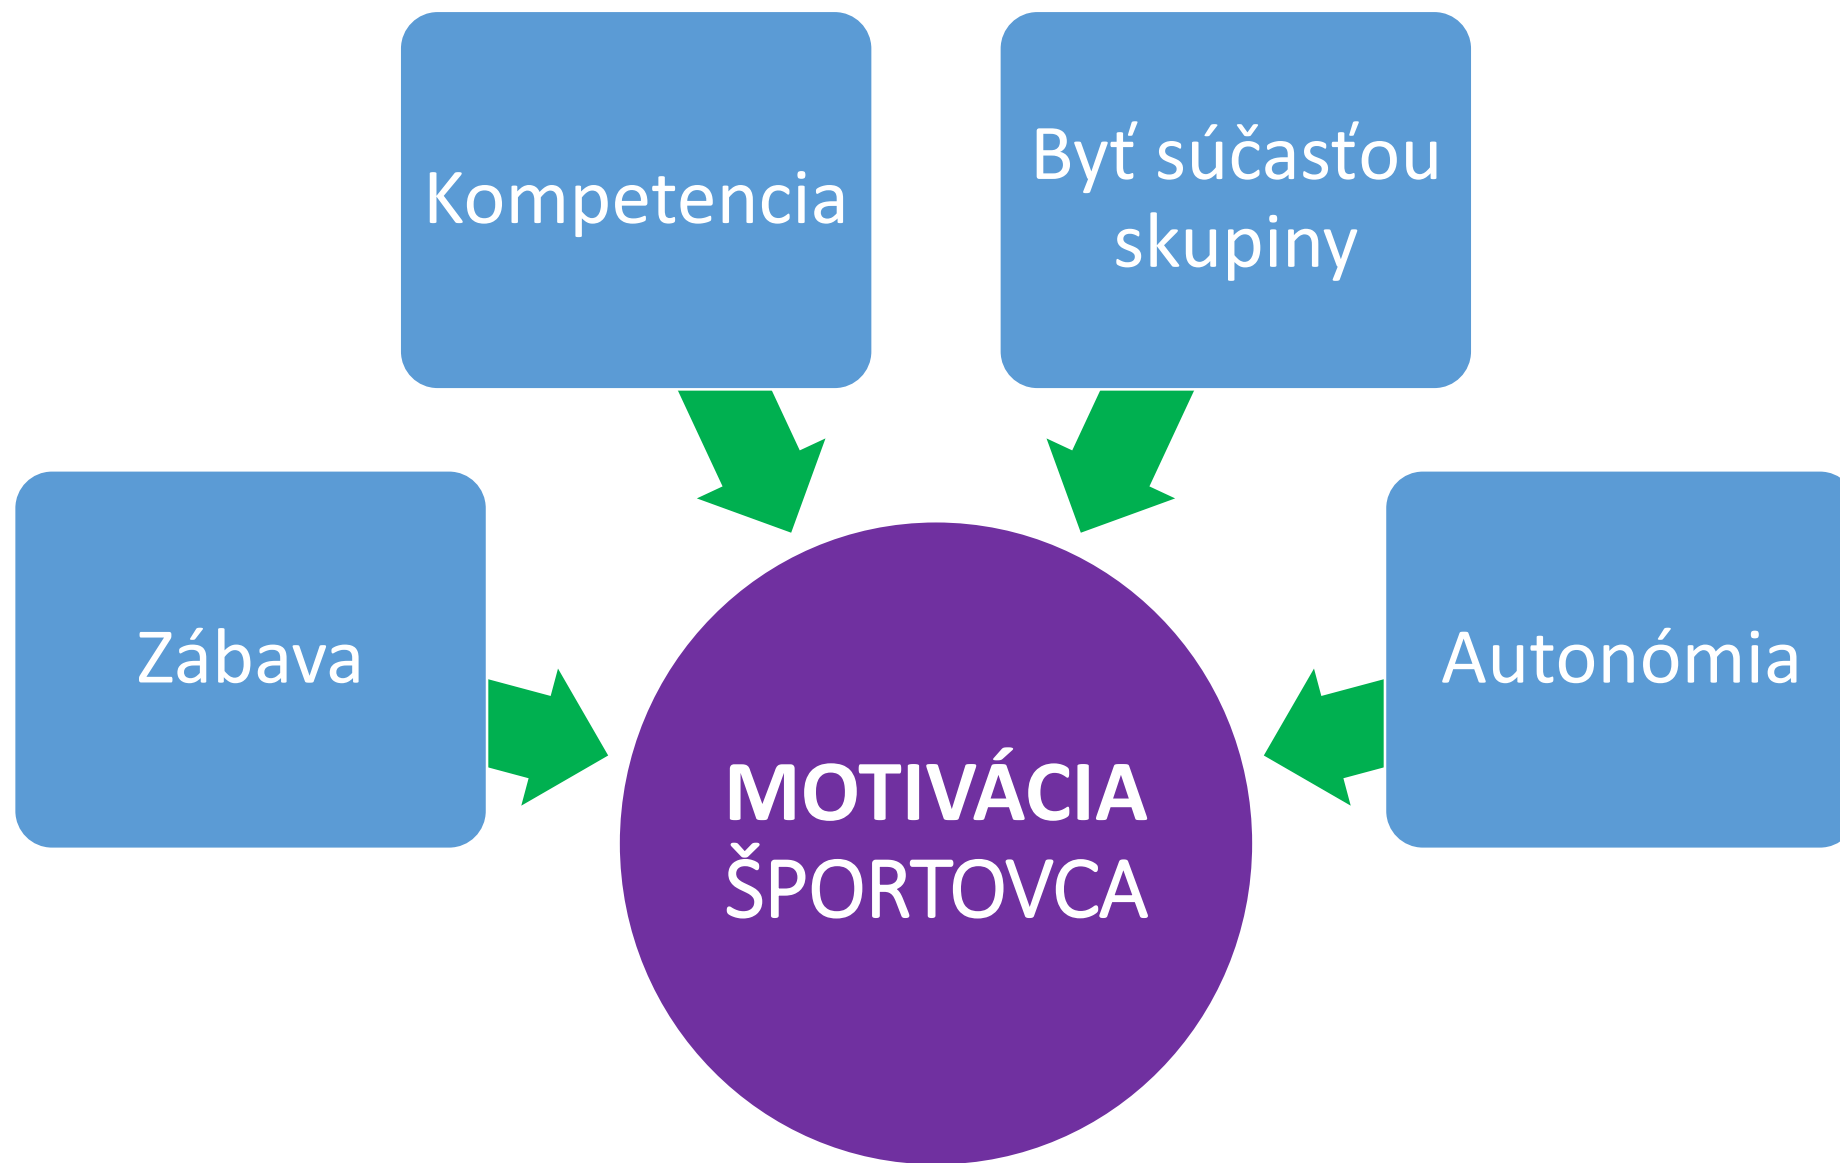 Kompetencia
Byť súčasťou
skupiny
Zábava
Autonómia
MOTIVÁCIA
ŠPORTOVCA